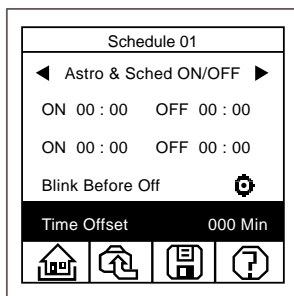 Schedule 01
Astro & Sched ON/OFF
ON 00 : 00 OFF 00 : 00
ON 00 : 00 OFF 00 : 00
Blink Before Off
Time Offset 000 Min
?